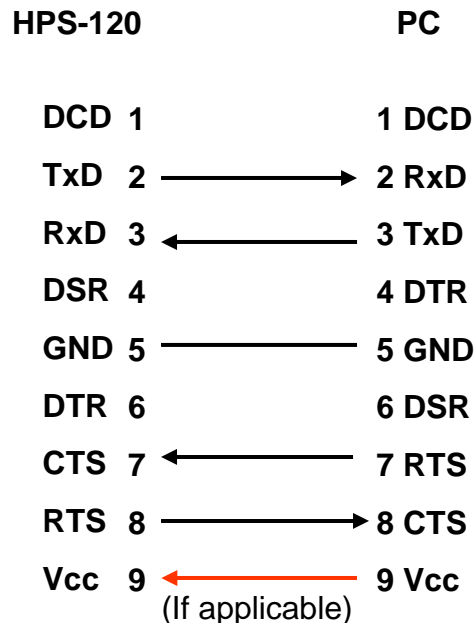 HPS-120 PC
DCD 1 1 DCD
TxD 2 2 RxD
RxD 3 3 TxD
DSR 4 4 DTR
GND 5 5 GND
DTR 6 6 DSR
CTS 7 7 RTS
RTS 8 8 CTS
Vcc 9 9 Vcc
(If applicable)